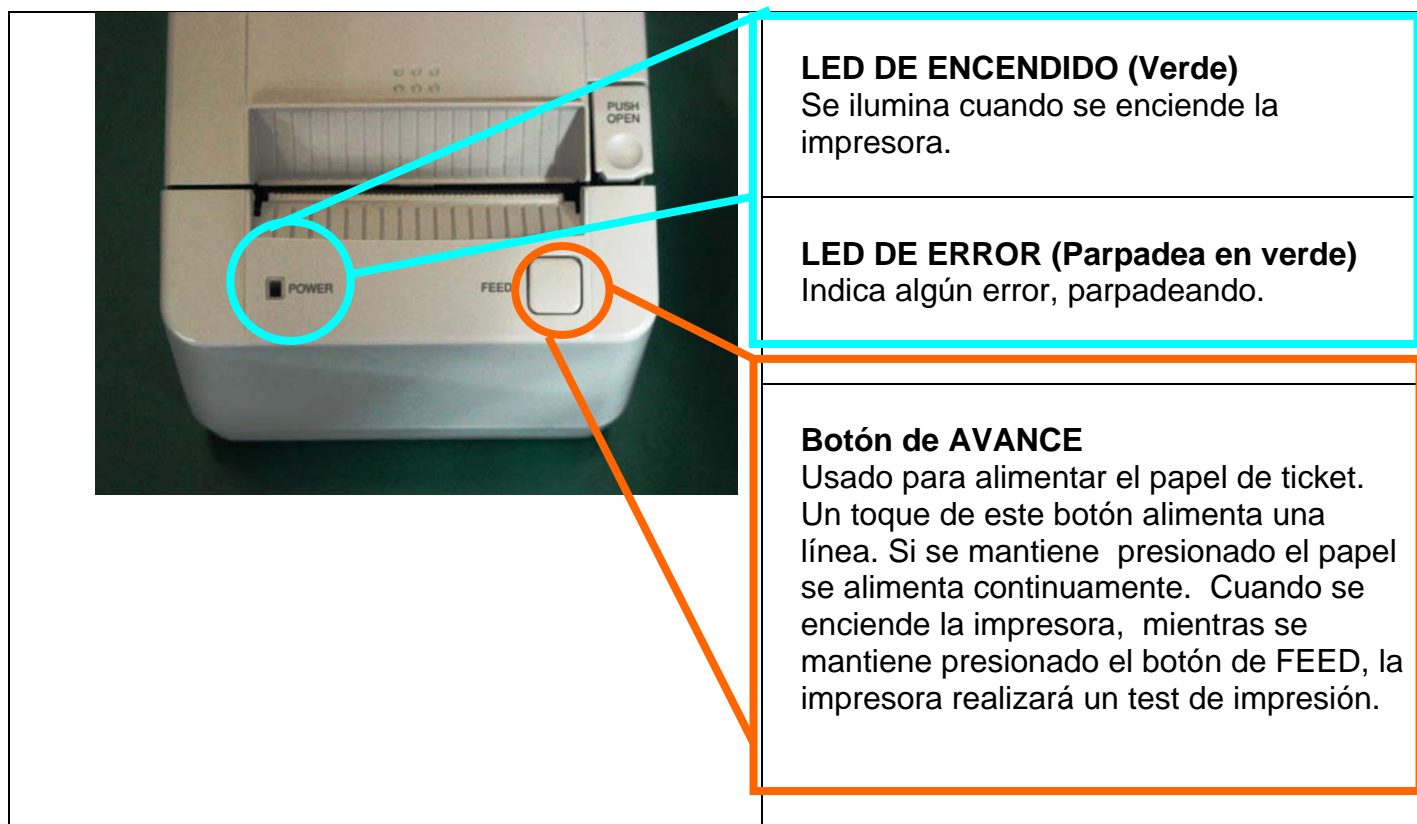 PUSH
OPEN
POWER
FEED
LED DE ENCENDIDO (Verde)
Se ilumina cuando se enciende la
impresora.
LED DE ERROR (Parpadea en verde)
Indica algún error, parpadeando.
Botón de AVANCE
Usado para alimentar el papel de ticket.
Un toque de este botón alimenta una
línea. Si se mantiene  presionado el papel
se alimenta continuamente.  Cuando se
enciende la impresora,  mientras se
mantiene presionado el botón de FEED, la
impresora realizará un test de impresión.